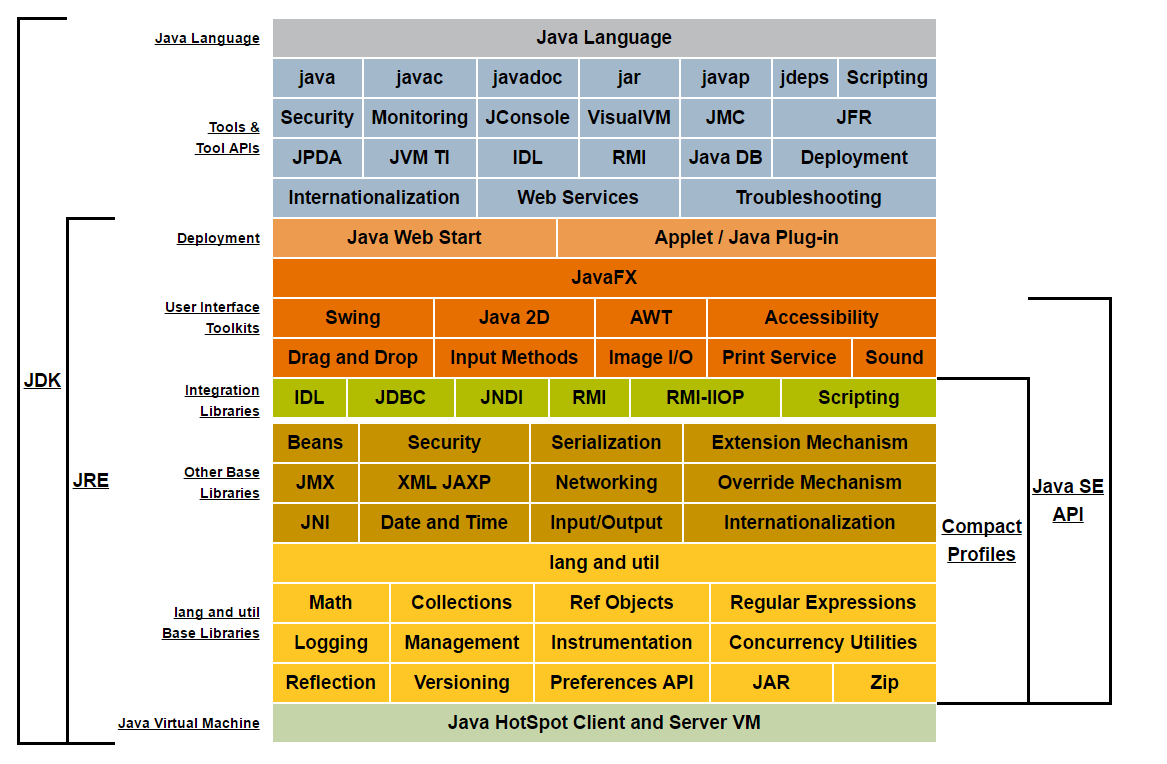 Java Language
Java Language
Tools &
Tool APIs
java javac javadoc jar javap jdeps Scripting
Security Monitoring JConsole VisualVM JMC JFR
JPDA JVM TI IDL RMI Java DB Deployment
Internationalization Web Services Troubleshooting
Deployment
Java Web Start Applet / Java Plug-in
User Interface
Toolkits
JavaFX
Swing Java 2D AWT Accessibility
Drag and Drop Input Methods Image I/O Print Service Sound
JDK
Integration
Libraries
IDL JDBC JNDI RMI RMI-IIOP Scripting
JRE
Other Base
Libraries
Beans Security Serialization Extension Mechanism
JMX XML JAXP Networking Override Mechanism
JNI Date and Time Input/Output Internationalization
Java SE
API
Compact
Profiles
lang and util
Base Libraries
lang and util
Math Collections Ref Objects Regular Expressions
Logging Management Instrumentation Concurrency Utilities
Reflection Versioning Preferences API JAR Zip
Java Virtual Machine
Java HotSpot Client and Server VM